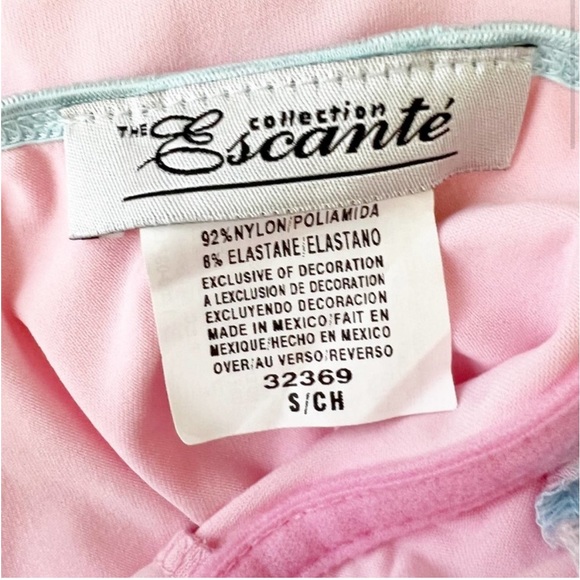 THE Escanté collection
92%NYLON/POLIAMIDA
8% ELASTANE/ELASTANO
EXCLUSIVE OF DECORATION
A LEXCLUSION DE DECORATION
EXCLUYENDO DECORACION
MADE IN MEXICO/FAIT EN
MEXIQUE/HECHO EN MEXICO
OVER/AU VERSO/REVERSO
32369
S/CH